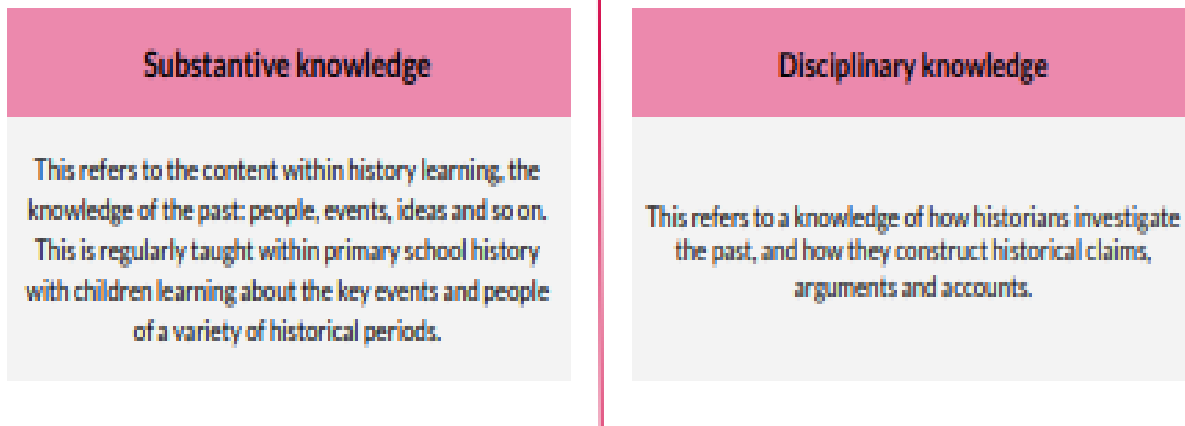 Substantive knowledge
This refers to the content within history learning, the
knowledge of the past: people, events, ideas and so on.
This is regularly taught within primary school history
with children learning about the key events and people
of a variety of historical periods.
Disciplinary knowledge
This refers to a knowledge of how historians investigate
the past, and how they construct historical claims,
arguments and accounts.